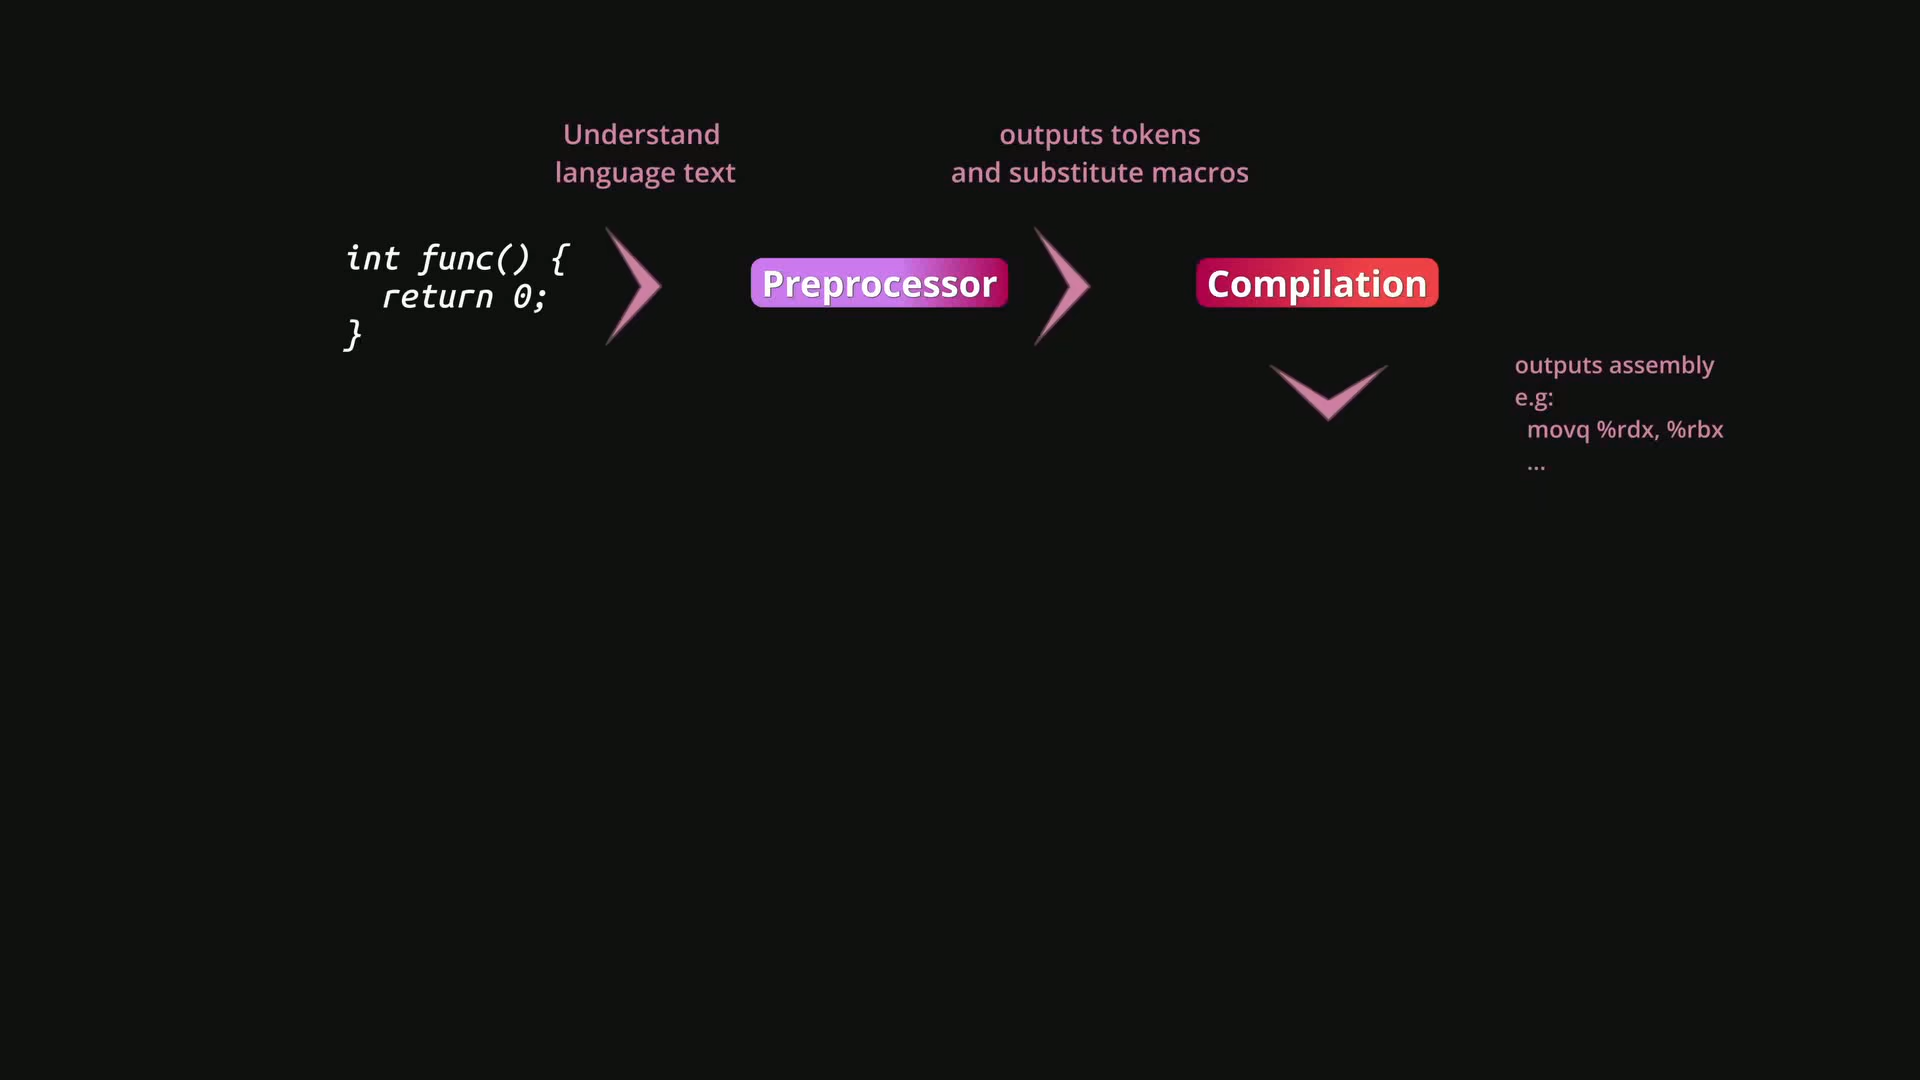 Understand
language text
outputs tokens
and substitute macros
int func() {
  return 0;
}
Preprocessor
Compilation
outputs assembly
e.g:
  movq %rdx, %rbx
  ...